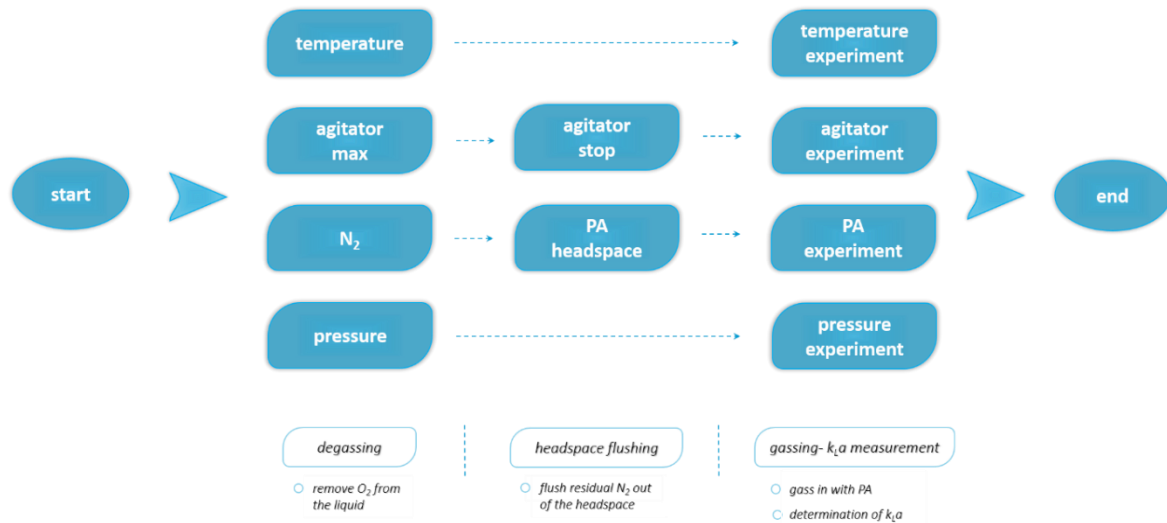 start
temperature
temperature
experiment
agitator
max
agitator
stop
agitator
experiment
N₂
PA
headspace
PA
experiment
pressure
pressure
experiment
end
degassing
remove O₂ from
the liquid
headspace flushing
flush residual N₂ out
of the headspace
gassing- kLa measurement
gass in with PA
determination of kLa